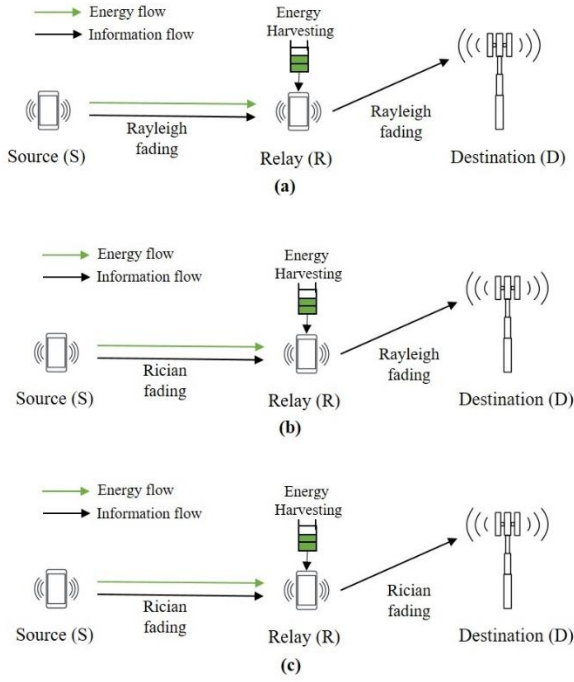 Energy flow
Information flow
Energy
Harvesting
Rayleigh
fading
Rayleigh
fading
Source (S)
Relay (R)
Destination (D)
(a)
Energy flow
Information flow
Energy
Harvesting
Rician
fading
Rayleigh
fading
Source (S)
Relay (R)
Destination (D)
(b)
Energy flow
Information flow
Energy
Harvesting
Rician
fading
Rician
fading
Source (S)
Relay (R)
Destination (D)
(c)